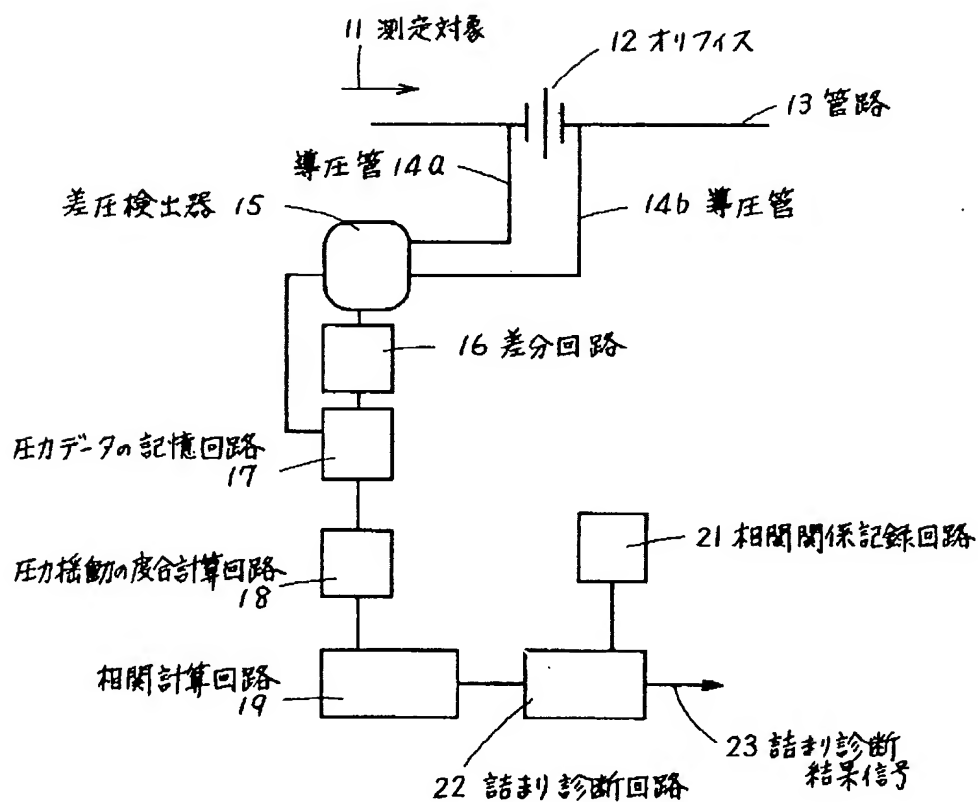 11 測定対象
12 オリフィス
13 管路
導圧管 14a
差圧検出器 15
14b 導圧管
16 差分回路
圧力データの記憶回路
17
圧力揺動の度合計算回路
18
21 相関関係記録回路
相関計算回路
19
23 詰まり診断
結果信号
22 詰まり診断回路